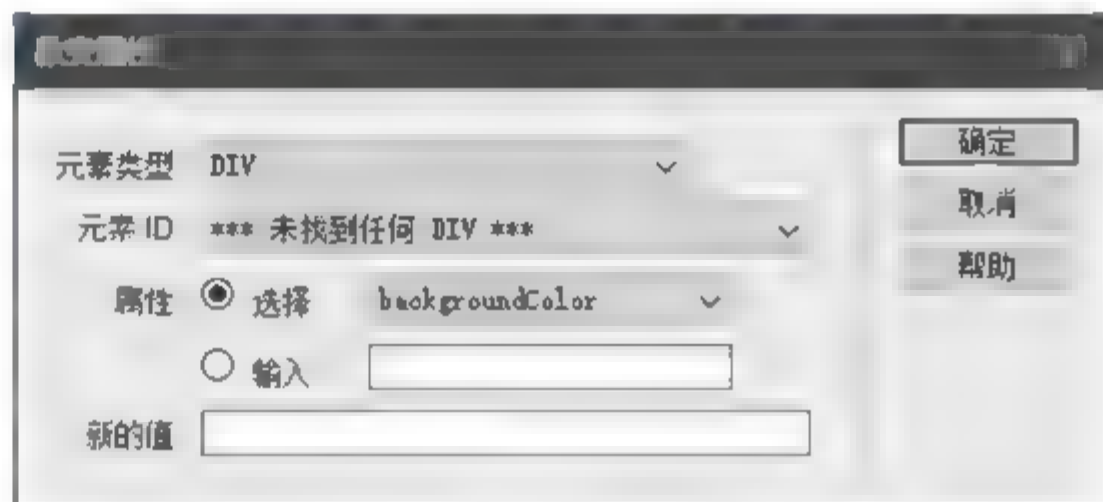 元素类型 DIV
确定
元素 ID *** 未找到任何 DIV ***
取消
帮助
属性 选择 backgroundColor
输入
新的值